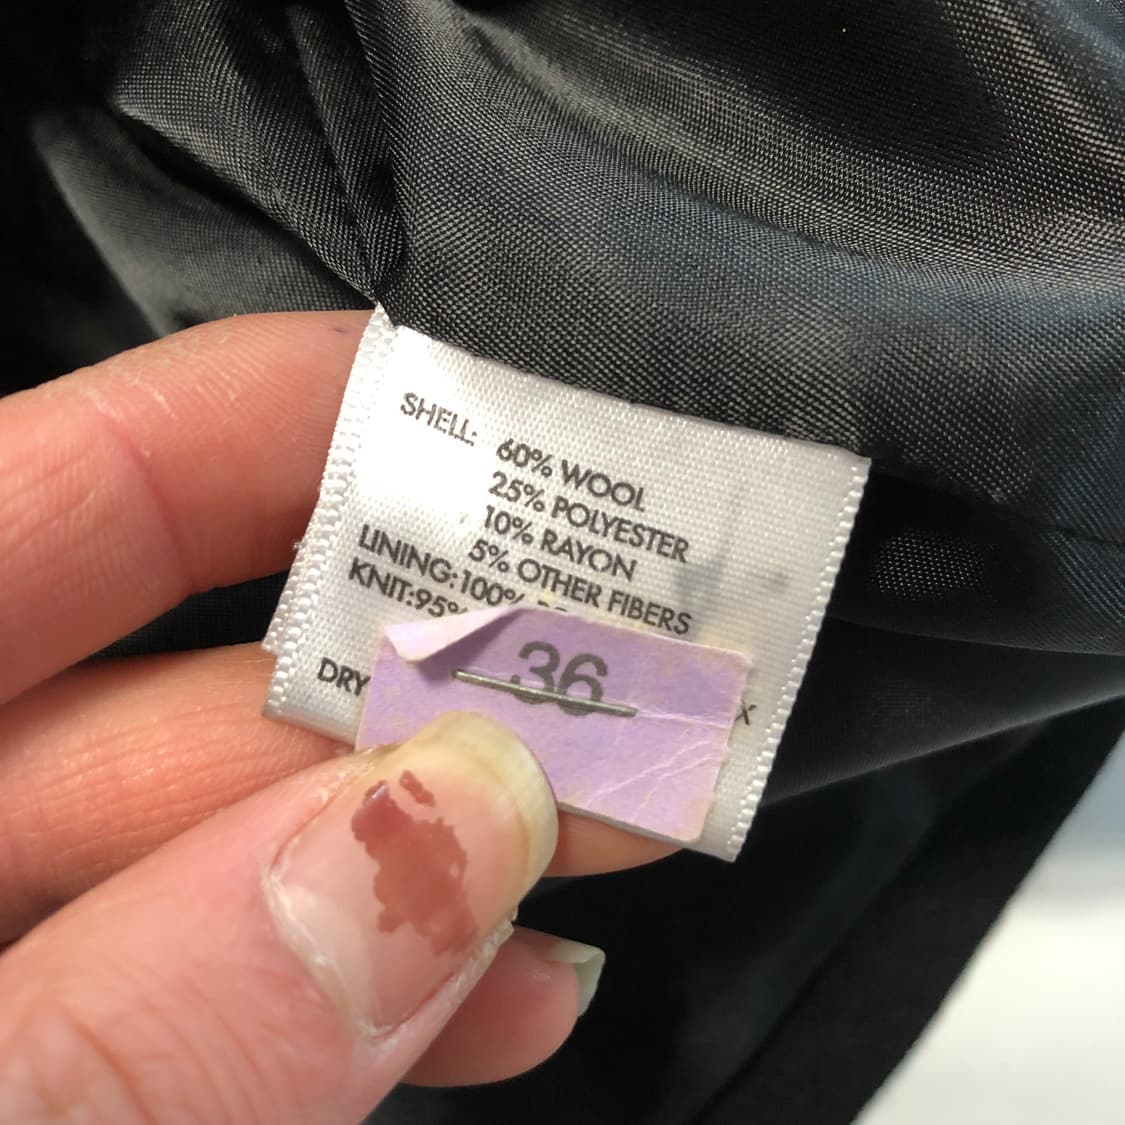 SHELL: 60% WOOL
25% POLYESTER
10% RAYON
5% OTHER FIBERS
LINING:100%
KNIT:95%
36
DRY X